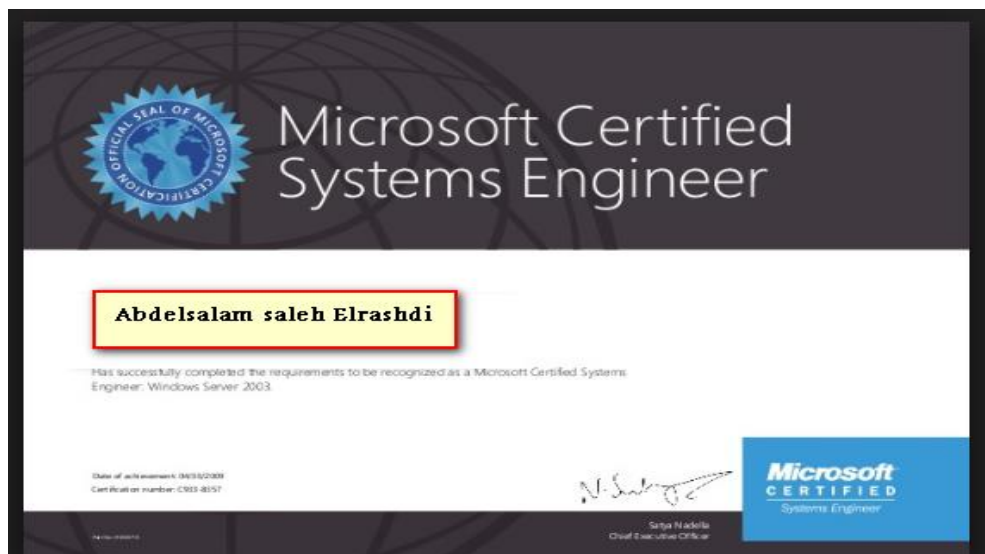 OFFICIAL SEAL OF MICROSOFT CERTIFICATION
Microsoft Certified
Systems Engineer
Abdelsalam saleh Elrashdi
Has successfully completed the requirements to be recognized as a Microsoft Certified Systems
Engineer: Windows Server 2003.
Date of achievement:
Certification number:
Microsoft
CERTIFIED
Systems Engineer
Satya Nadella
Chief Executive Officer